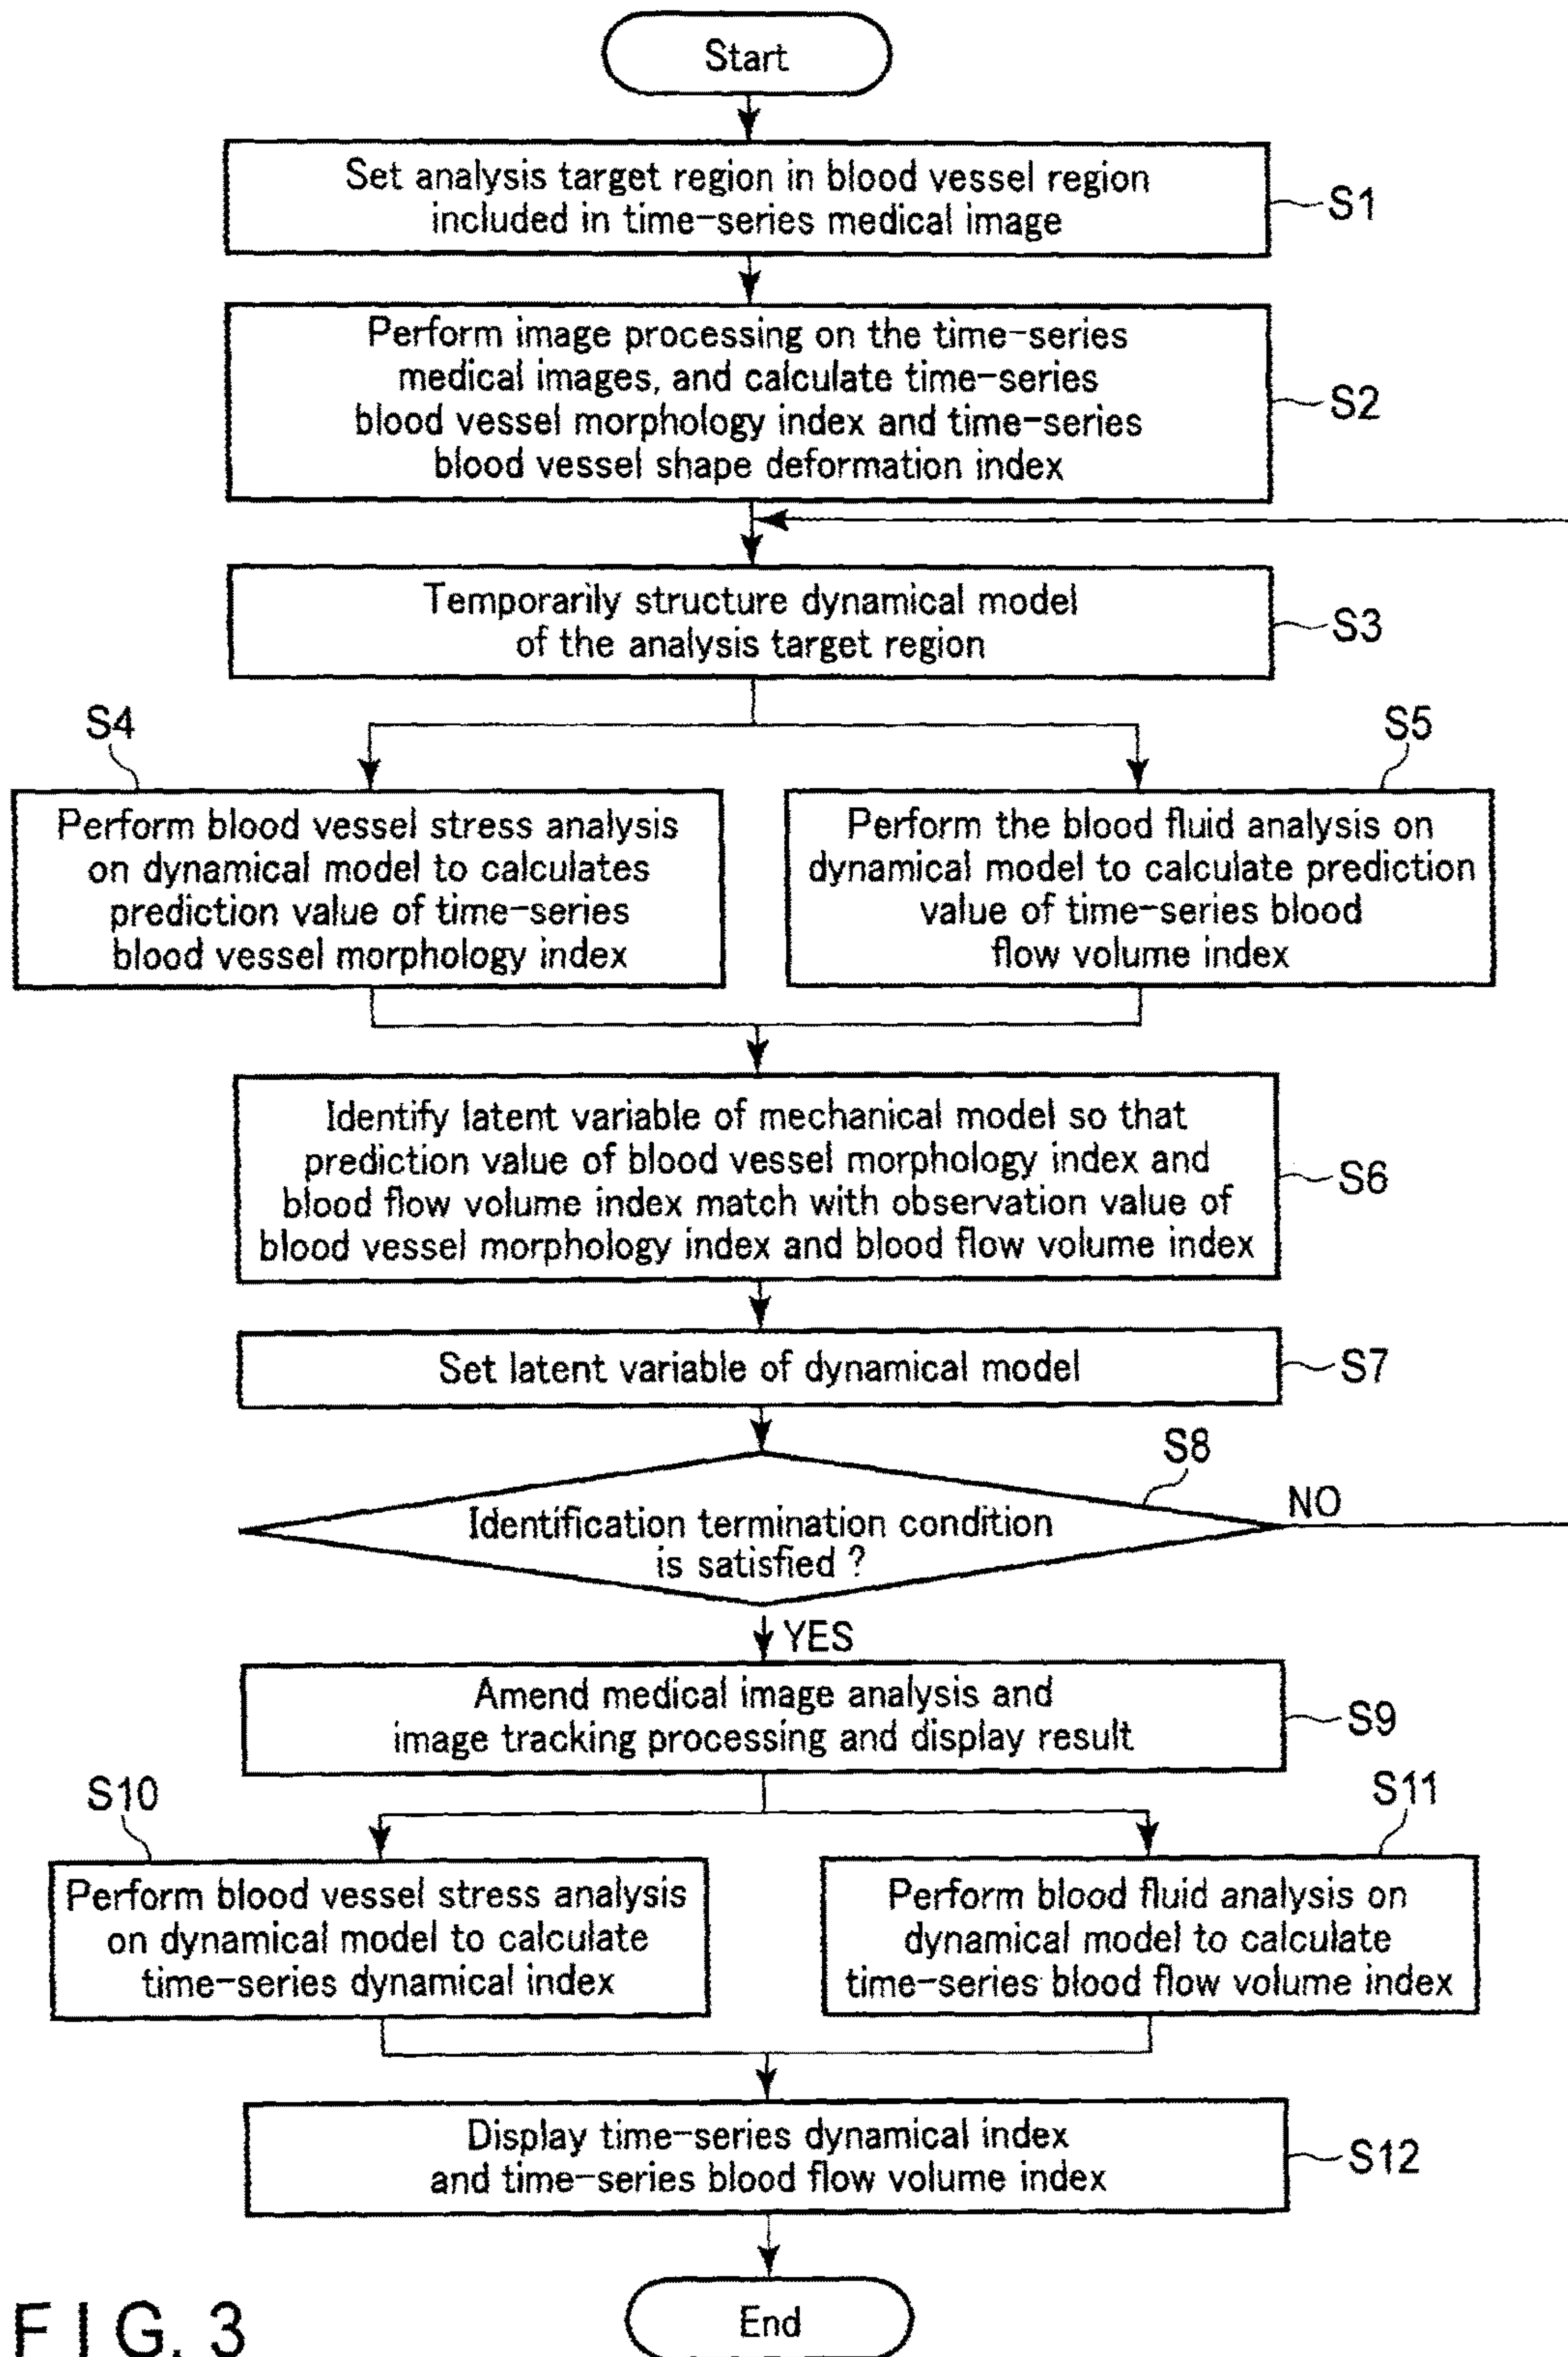 Start
Set analysis target region in blood vessel region
included in time-series medical image
S1
Perform image processing on the time-series
medical images, and calculate time-series
blood vessel morphology index and time-series
blood vessel shape deformation index
S2
Temporarily structure dynamical model
of the analysis target region
S3
S4
Perform blood vessel stress analysis
on dynamical model to calculates
prediction value of time-series
blood vessel morphology index
S5
Perform the blood fluid analysis on
dynamical model to calculate prediction
value of time-series blood
flow volume index
Identify latent variable of mechanical model so that
prediction value of blood vessel morphology index and
blood flow volume index match with observation value of
blood vessel morphology index and blood flow volume index
S6
Set latent variable of dynamical model
S7
S8
Identification termination condition
is satisfied ?
NO
YES
Amend medical image analysis and
image tracking processing and display result
S9
S10
Perform blood vessel stress analysis
on dynamical model to calculate
time-series dynamical index
S11
Perform blood fluid analysis on
dynamical model to calculate
time-series blood flow volume index
Display time-series dynamical index
and time-series blood flow volume index
S12
End
FIG. 3